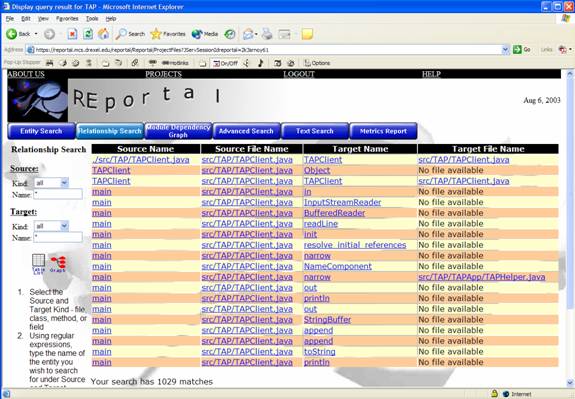 Display query result for TAP - Microsoft Internet Explorer
File Edit View Favorites Tools Help
Back Search Favorites Media
Address https://reportal.mcs.drexel.edu/reportal/Reportal/ProjectFiles?JServSessionIdreportal=2k3srncy61 Go Links
Pop-Up Stopper HotLinks On/Off Options
ABOUT US PROJECTS LOGOUT HELP
REportal
Aug 6, 2003
Entity Search Relationship Search Module Dependency Graph Advanced Search Text Search Metrics Report
Relationship Search
Source:
Kind: all
Name: *
Target:
Kind: all
Name: *
Table List Graph
1. Select the
Source and
Target Kind - file,
class, method, or
field
2. Using regular
expressions,
type the name of
the entity you
wish to search
for under Source
and Target
Source Name Source File Name Target Name Target File Name
./src/TAP/TAPClient.java src/TAP/TAPClient.java TAPClient src/TAP/TAPClient.java
TAPClient src/TAP/TAPClient.java Object No file available
TAPClient src/TAP/TAPClient.java TAPClient src/TAP/TAPClient.java
main src/TAP/TAPClient.java in No file available
main src/TAP/TAPClient.java InputStreamReader No file available
main src/TAP/TAPClient.java BufferedReader No file available
main src/TAP/TAPClient.java readLine No file available
main src/TAP/TAPClient.java init No file available
main src/TAP/TAPClient.java resolve_initial_references No file available
main src/TAP/TAPClient.java narrow No file available
main src/TAP/TAPClient.java NameComponent No file available
main src/TAP/TAPClient.java narrow src/TAP/TAPApp/TAPHelper.java
main src/TAP/TAPClient.java out No file available
main src/TAP/TAPClient.java println No file available
main src/TAP/TAPClient.java out No file available
main src/TAP/TAPClient.java StringBuffer No file available
main src/TAP/TAPClient.java append No file available
main src/TAP/TAPClient.java append No file available
main src/TAP/TAPClient.java toString No file available
main src/TAP/TAPClient.java println No file available
Your search has 1029 matches
Internet